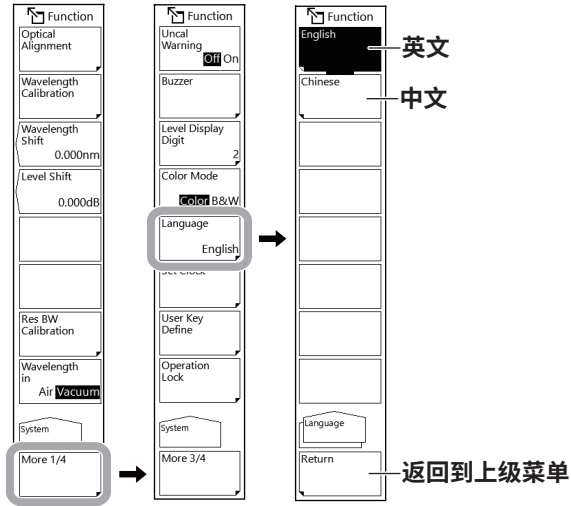 Function
Optical
Alignment
Wavelength
Calibration
Wavelength
Shift
0.000nm
Level Shift
0.000dB
Res BW
Calibration
Wavelength
in
Air Vacuum
System
More 1/4
Function
Uncal
Warning
Off On
Buzzer
Level Display
Digit
2
Color Mode
Color B&W
Language
English
Set Clock
User Key
Define
Operation
Lock
System
More 3/4
Function
English
英文
Chinese
中文
Language
Return
返回到上级菜单